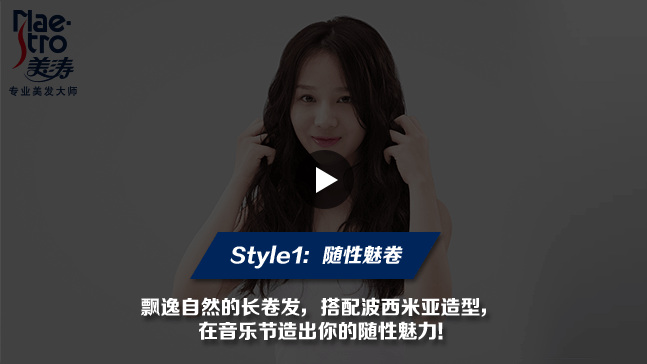 Maestro
美涛
专业美发大师
Style1: 随性魅卷
飘逸自然的长卷发，搭配波西米亚造型，
在音乐节造出你的随性魅力!